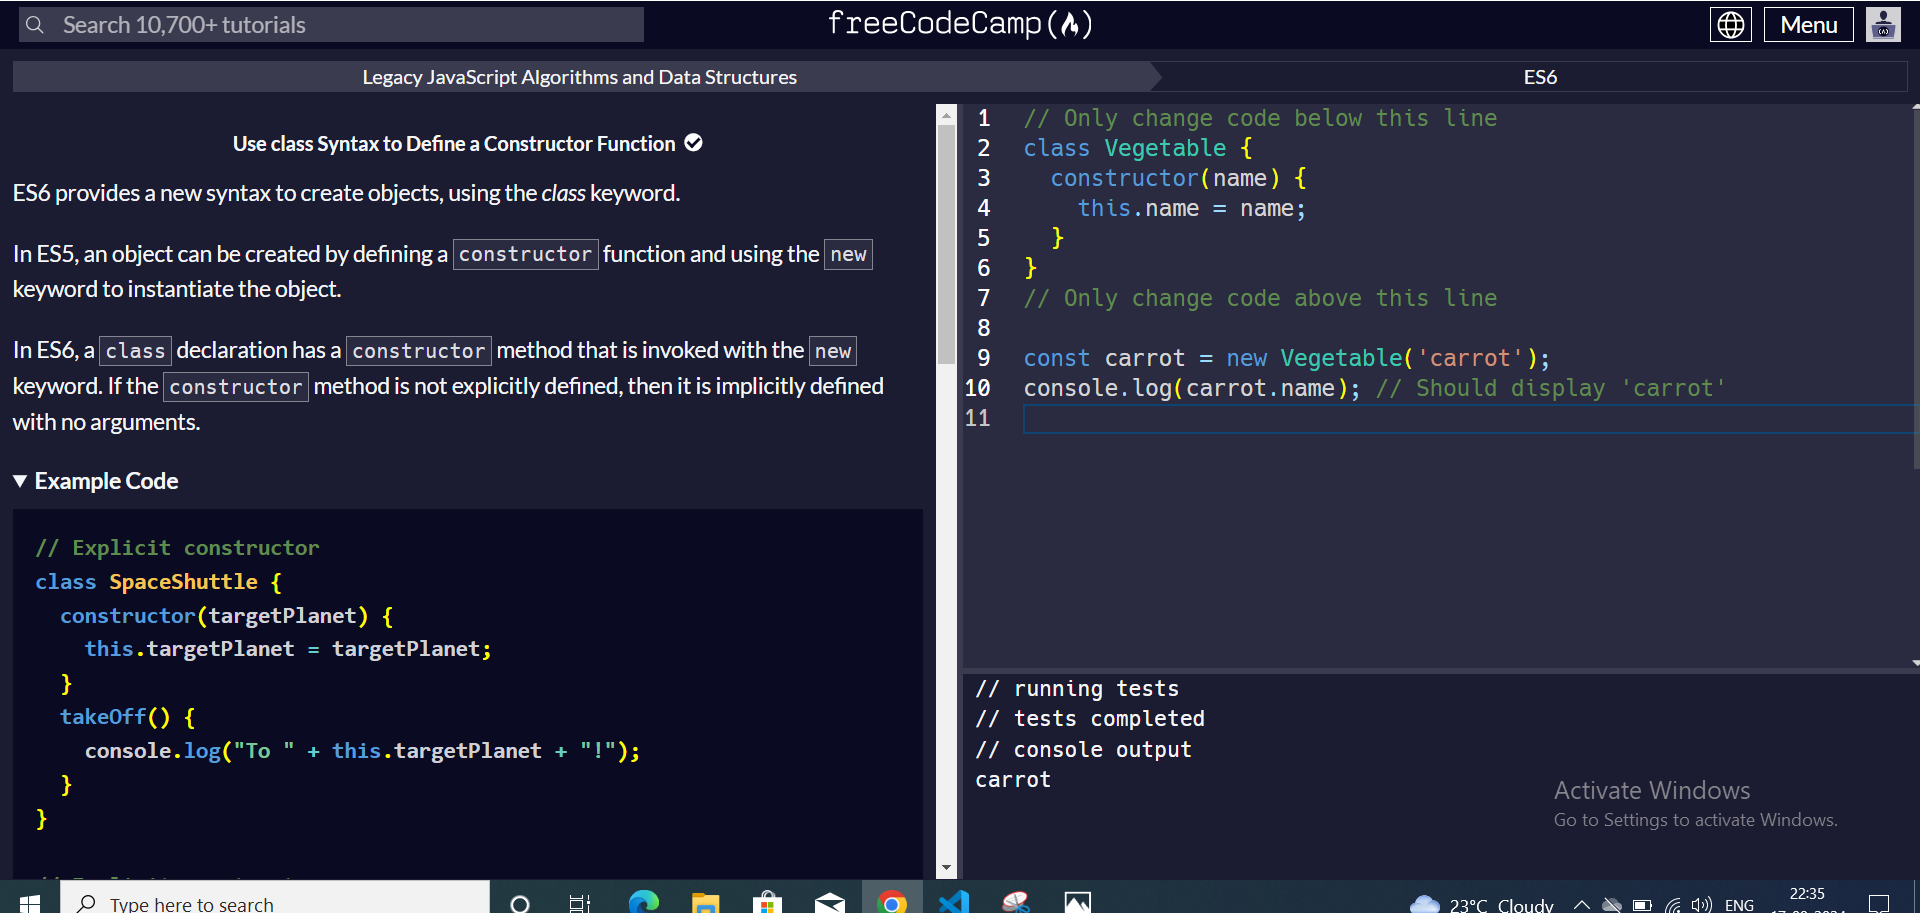 Search 10,700+ tutorials
freeCodeCamp(🔥)
Menu
Legacy JavaScript Algorithms and Data Structures
ES6
Use class Syntax to Define a Constructor Function
ES6 provides a new syntax to create objects, using the class keyword.
In ES5, an object can be created by defining a constructor function and using the new
keyword to instantiate the object.
In ES6, a class declaration has a constructor method that is invoked with the new
keyword. If the constructor method is not explicitly defined, then it is implicitly defined
with no arguments.
▼ Example Code
// Explicit constructor
class SpaceShuttle {
  constructor(targetPlanet) {
    this.targetPlanet = targetPlanet;
  }
  takeOff() {
    console.log("To " + this.targetPlanet + "!");
  }
}
1 // Only change code below this line
2 class Vegetable {
3   constructor(name) {
4     this.name = name;
5   }
6 }
7 // Only change code above this line
8
9 const carrot = new Vegetable('carrot');
10 console.log(carrot.name); // Should display 'carrot'
11
// running tests
// tests completed
// console output
carrot
Activate Windows
Go to Settings to activate Windows.
Type here to search
23°C Cloudy
ENG
22:35